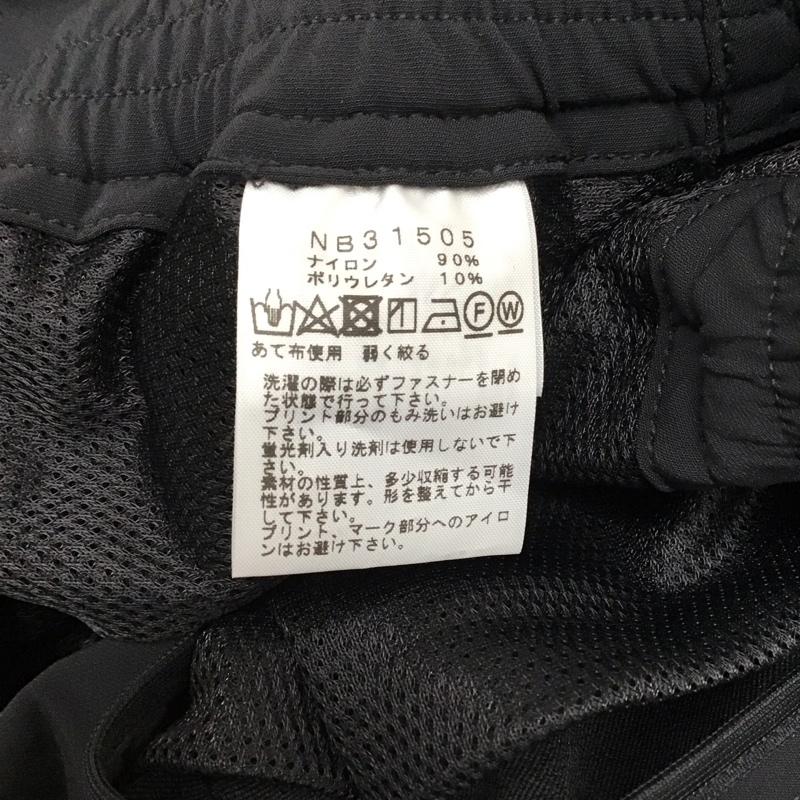 NB31505
ナイロン 90%
ポリウレタン 10%
F W
あて布使用 弱く絞る
洗濯の際は必ずファスナーを閉め
た状態で行って下さい。
プリント部分のもみ洗いはお避け
下さい。
蛍光剤入り洗剤は使用しないで下
さい。
素材の性質上、多少収縮する可能
性があります。形を整えてから干
して下さい。
プリント、マーク部分へのアイロ
ンはお避け下さい。